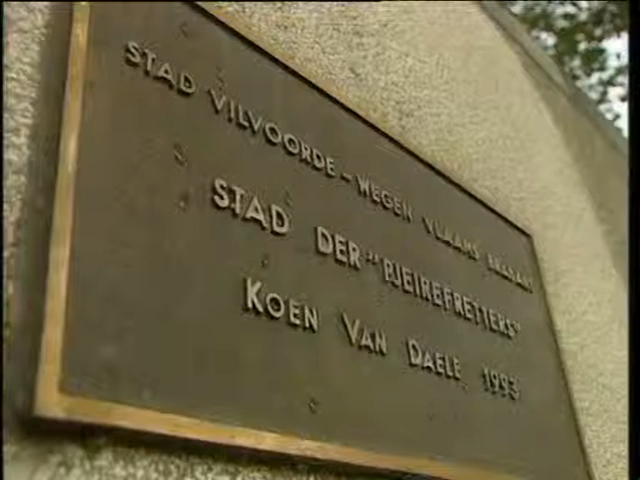 STAD VILVOORDE - WEGEN VLAAMS BRABANT
STAD DER "PJEIREFRETTERS"
KOEN VAN DAELE 1993